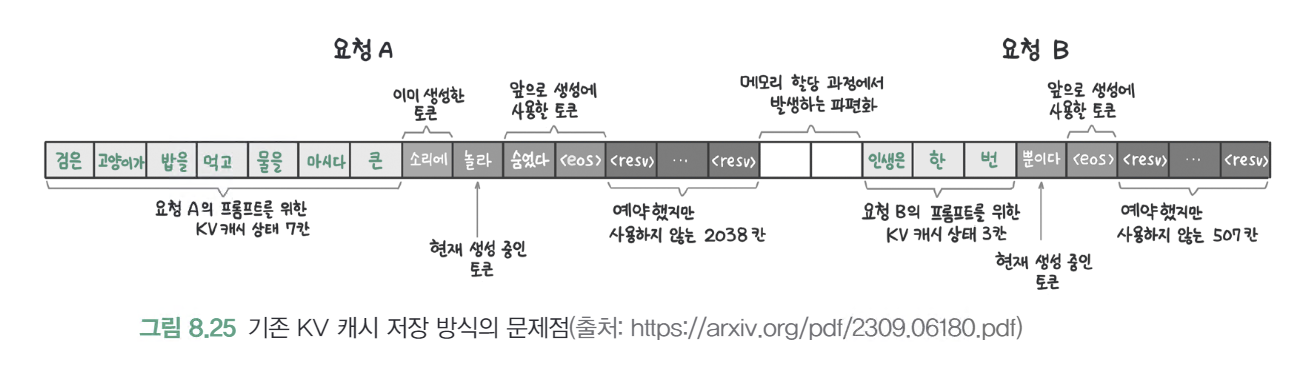 요청 A
요청 B
이미 생성한
토큰
앞으로 생성에
사용한 토큰
메모리 할당 과정에서
발생하는 파편화
앞으로 생성에
사용한 토큰
검은 고양이가 밥을 먹고 물을 마시다 큰 소리에 놀라 숨었다 <eos> <resv> ... <resv> 인생은 한 번 뿐이다 <eos> <resv> ... <resv>
요청 A의 프롬프트를 위한
KV 캐시 상태 7칸
현재 생성 중인
토큰
예약했지만
사용하지 않는 2038칸
요청 B의 프롬프트를 위한
KV 캐시 상태 3칸
현재 생성 중인
토큰
예약했지만
사용하지 않는 507칸
그림 8.25 기존 KV 캐시 저장 방식의 문제점(출처: https://arxiv.org/pdf/2309.06180.pdf)